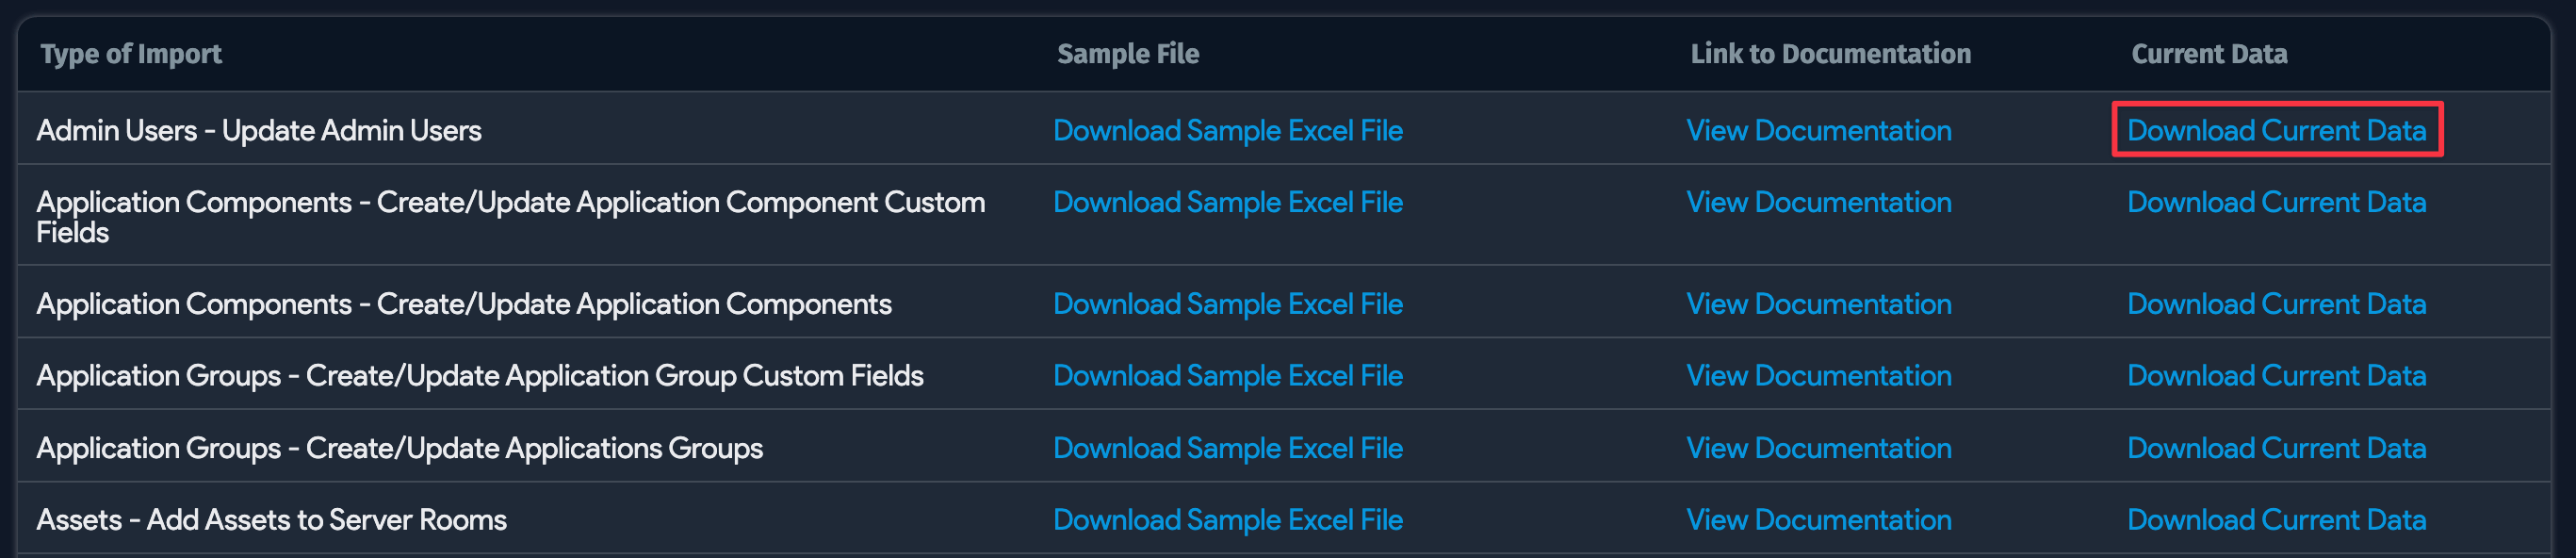 Type of Import Sample File Link to Documentation Current Data
Admin Users - Update Admin Users Download Sample Excel File View Documentation Download Current Data
Application Components - Create/Update Application Component Custom Download Sample Excel File View Documentation Download Current Data
Fields
Application Components - Create/Update Application Components Download Sample Excel File View Documentation Download Current Data
Application Groups - Create/Update Application Group Custom Fields Download Sample Excel File View Documentation Download Current Data
Application Groups - Create/Update Applications Groups Download Sample Excel File View Documentation Download Current Data
Assets - Add Assets to Server Rooms Download Sample Excel File View Documentation Download Current Data